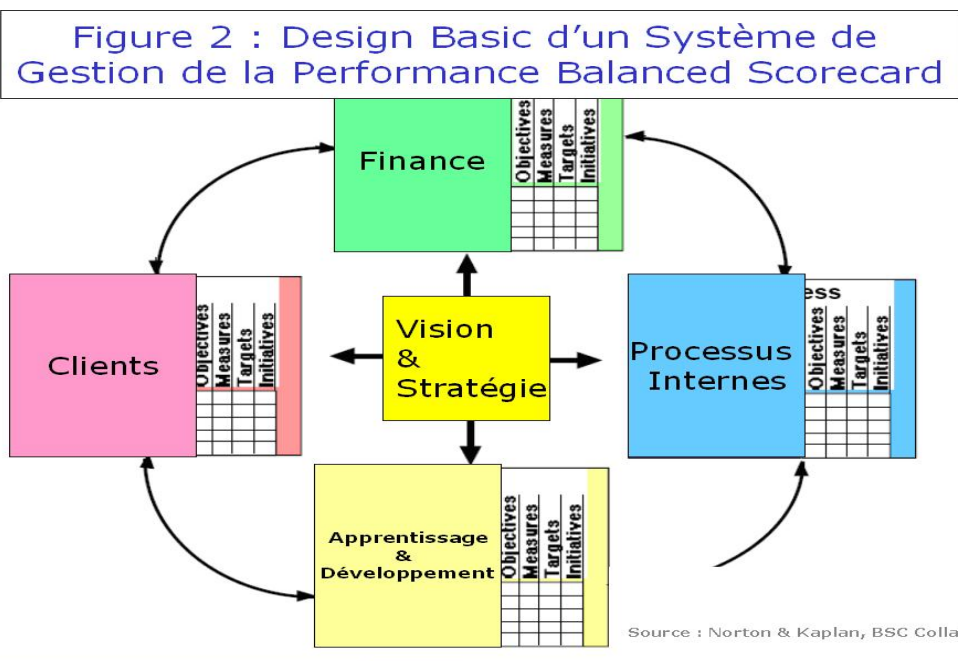 Figure 2 : Design Basic d'un Système de
Gestion de la Performance Balanced Scorecard
Finance
Objectives
Measures
Targets
Initiatives
Clients
Objectives
Measures
Targets
Initiatives
Vision
&
Stratégie
Processus
Internes
ess
Objectives
Measures
Targets
Initiatives
Apprentissage
&
Développement
Objectives
Measures
Targets
Initiatives
Source : Norton & Kaplan, BSC Colla